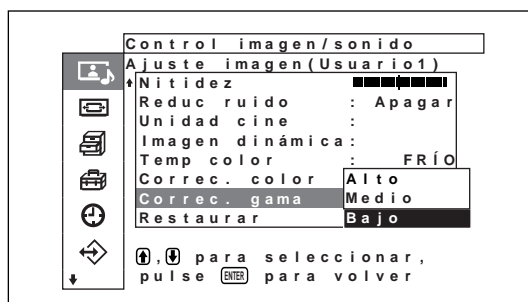 Control imagen/sonido
Ajuste imagen(Usuario1)
Nitidez
Reduc ruido : Apagar
Unidad cine :
Imagen dinámica:
Temp color : FRÍO
Correc. color
Alto
Correc. gama
Medio
Restaurar
Bajo
, para seleccionar,
pulse ENTER para volver